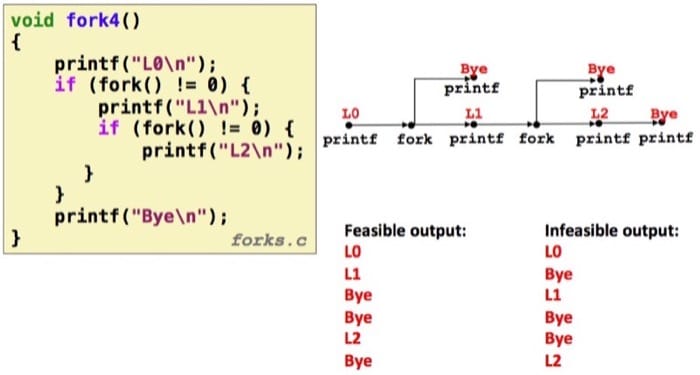 void fork4()
{
printf("L0\n");
if (fork() != 0) {
printf("L1\n");
if (fork() != 0) {
printf("L2\n");
}
}
printf("Bye\n");
}
forks.c
Bye
Bye
printf
printf
L0
L1
L2
Bye
printf fork printf fork printf printf
Feasible output:
L0
L1
Bye
Bye
L2
Bye
Infeasible output:
L0
Bye
L1
Bye
Bye
L2